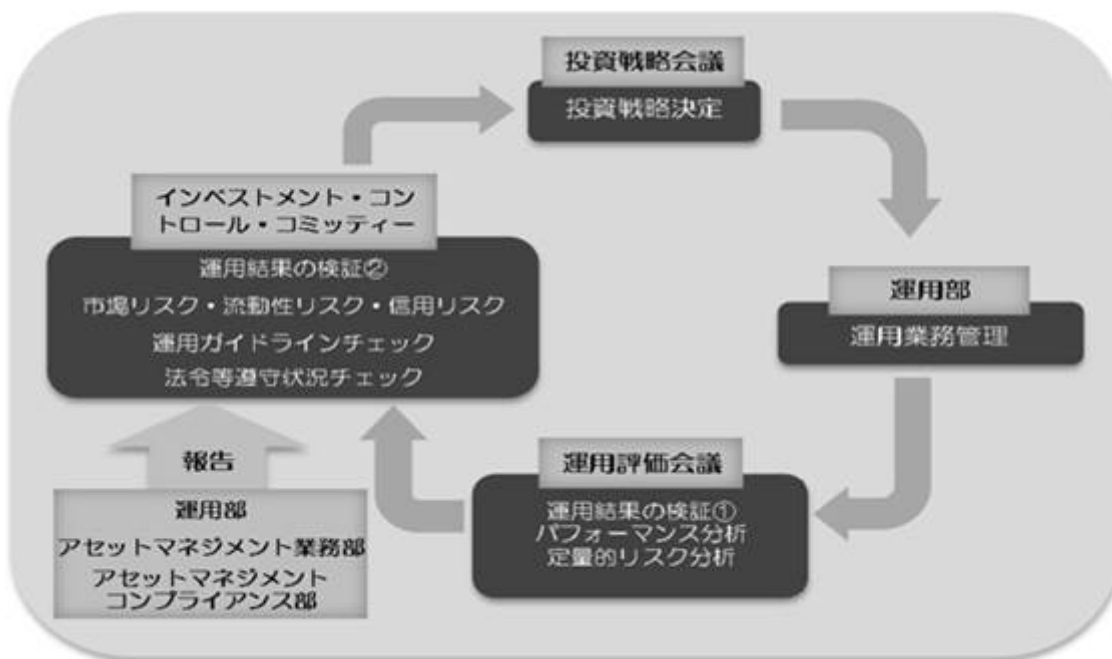 投資戦略会議
投資戦略決定
インベストメント・コン
トロール・コミッティー
運用結果の検証②
市場リスク・流動性リスク・信用リスク
運用ガイドラインチェック
法令等遵守状況チェック
運用部
運用業務管理
運用評価会議
運用結果の検証①
パフォーマンス分析
定量的リスク分析
報告
運用部
アセットマネジメント業務部
アセットマネジメント
コンプライアンス部